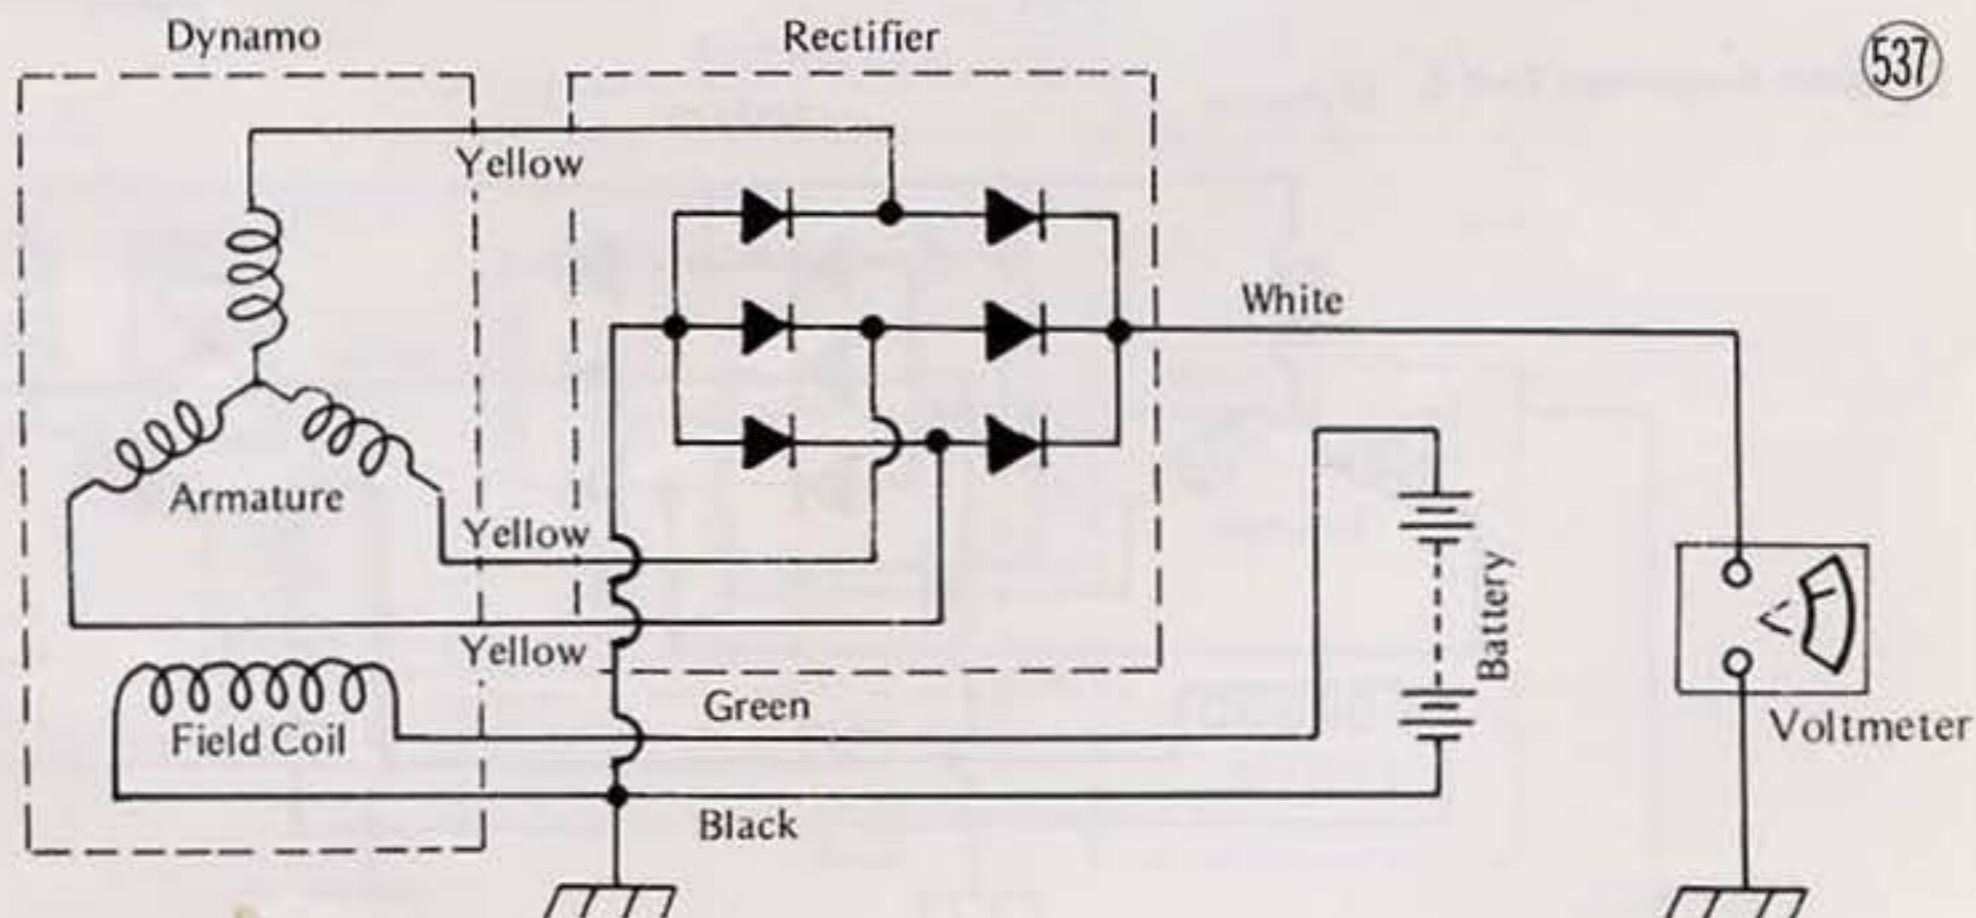 Dynamo
Rectifier
537
Yellow
White
Armature
Yellow
Battery
Yellow
Green
Field Coil
Voltmeter
Black